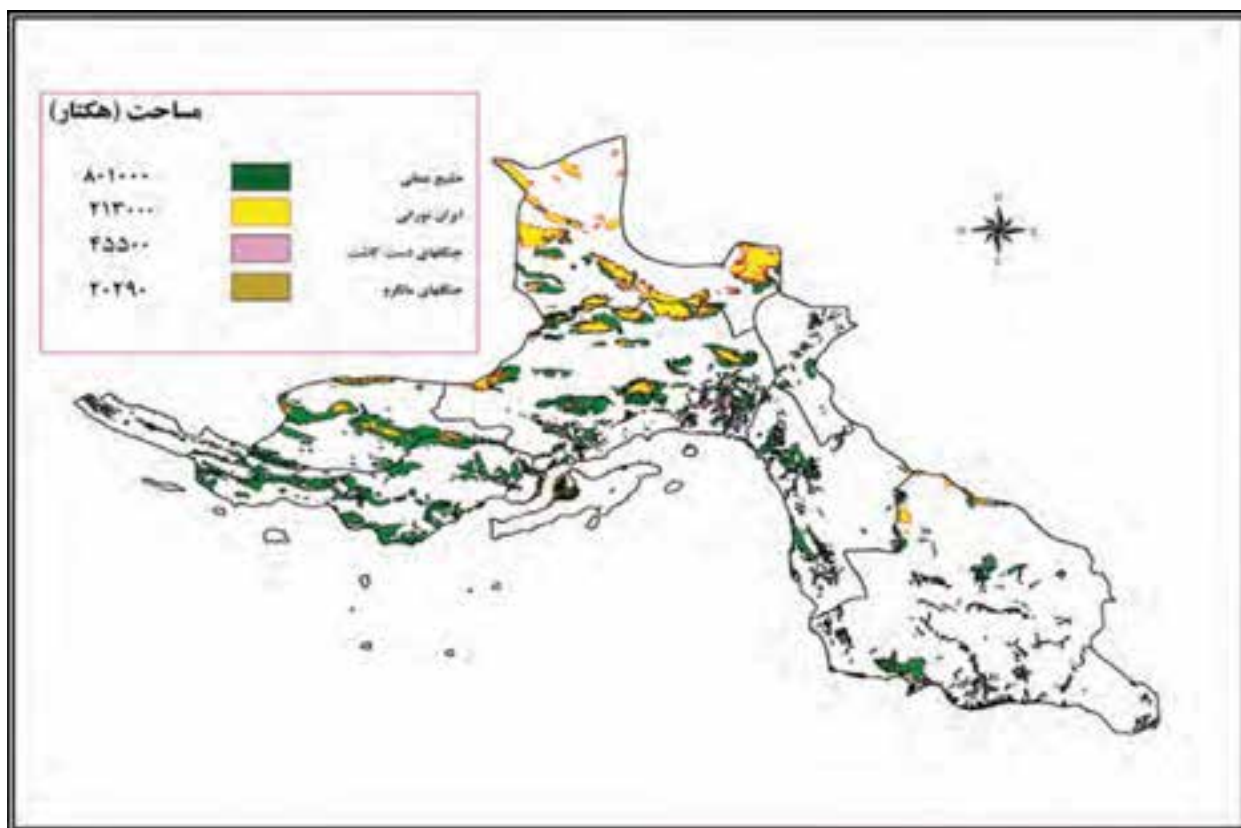 مساحت (هکتار)
خلیج عمانی ۸۰۱۰۰۰
ایران تورانی ۲۱۳۰۰۰
جنگلهای دست کاشت ۴۵۵۰۰
جنگلهای مانگرو ۲۰۲۹۰